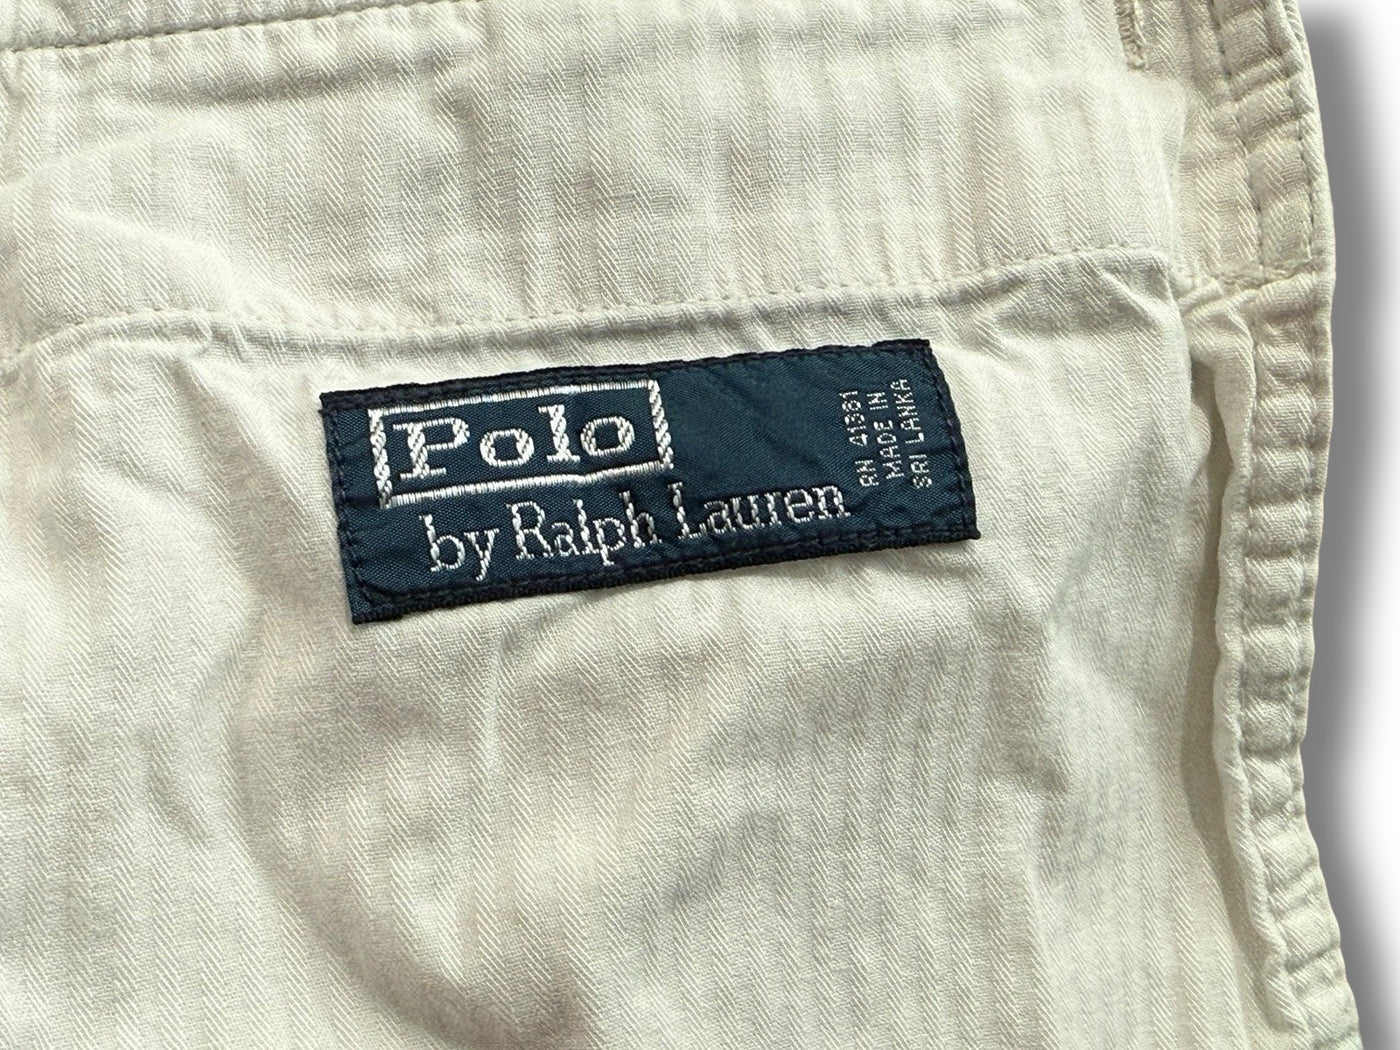 Polo
by Ralph Lauren
RN 41381
MADE IN
SRI LANKA